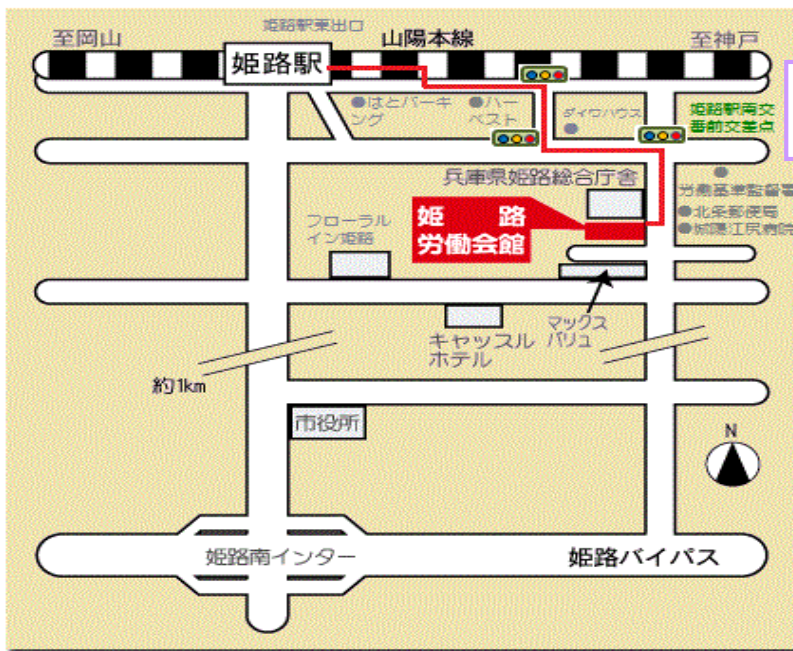 姫路駅東出口
至岡山
山陽本線
至神戸
姫路駅
●はとパーキ
ング
●ハー
ベスト
ダイワハウス
●
姫路駅南交
番前交差点
兵庫県姫路総合庁舎
●
労働基準監督署
●北条郵便局
●城陽江尻病院
姫 路
労働会館
フローラル
イン姫路
マックス
バリュ
キャッスル
ホテル
約1km
市役所
N
姫路南インター
姫路バイパス